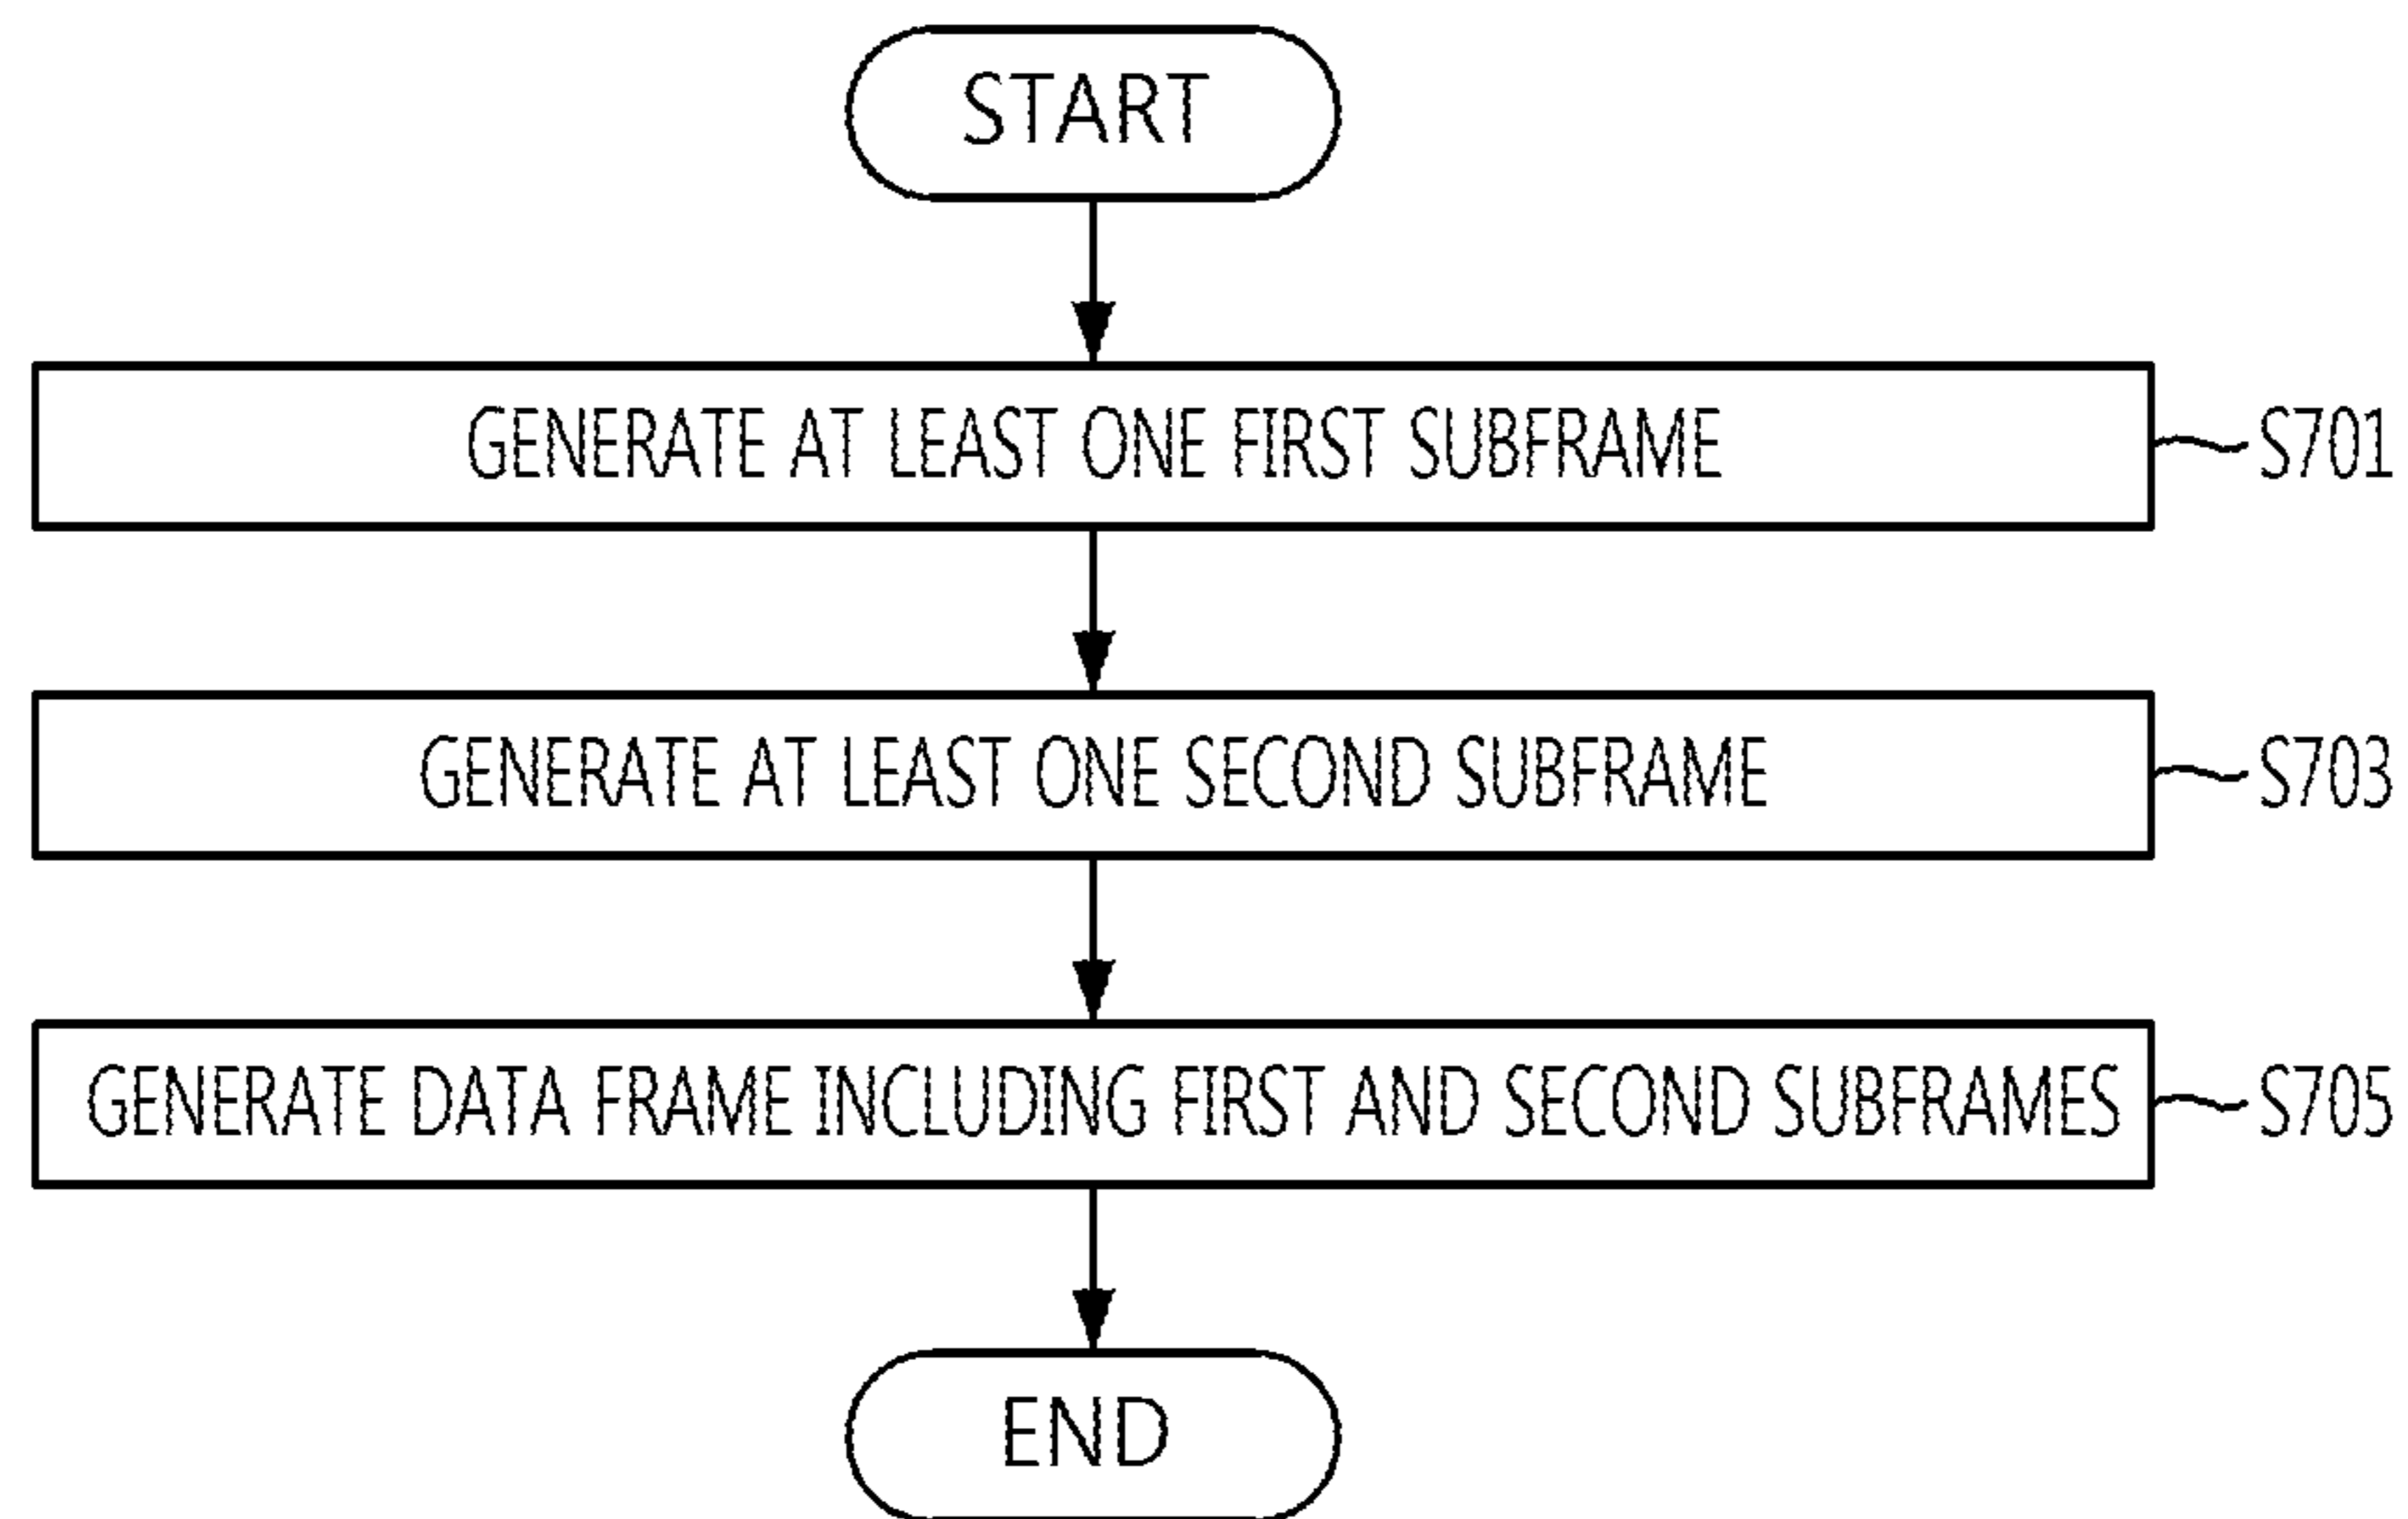 START
GENERATE AT LEAST ONE FIRST SUBFRAME
S701
GENERATE AT LEAST ONE SECOND SUBFRAME
S703
GENERATE DATA FRAME INCLUDING FIRST AND SECOND SUBFRAMES
S705
END